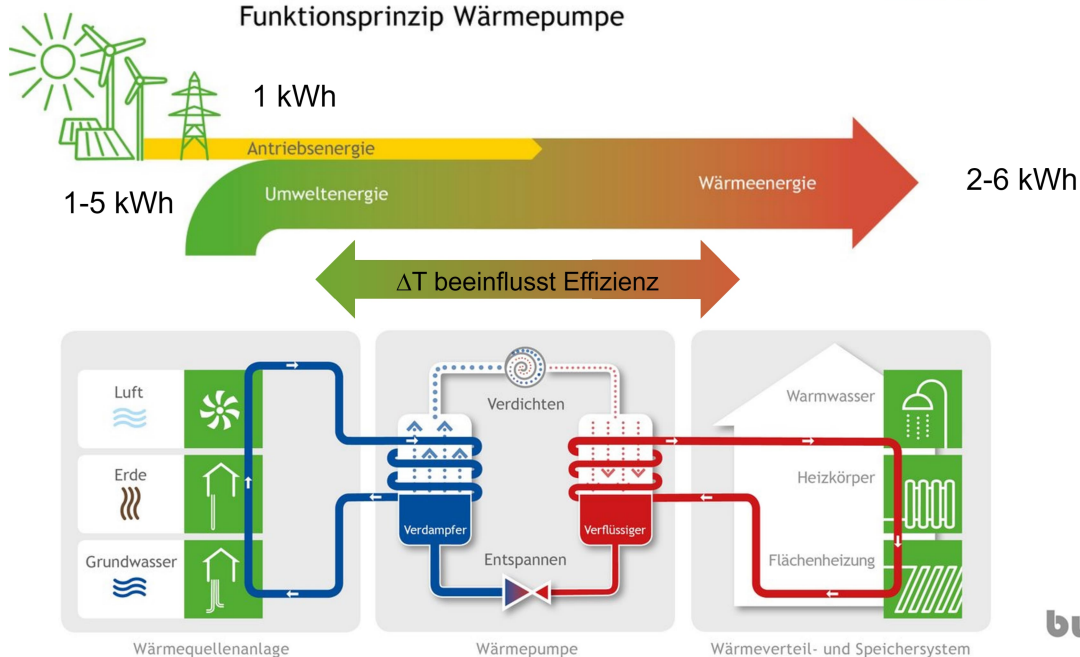 Funktionsprinzip Wärmepumpe
1 kWh
Antriebsenergie
1-5 kWh
Umweltenergie
Wärmeenergie
2-6 kWh
ΔT beeinflusst Effizienz
Luft
Erde
Grundwasser
Verdichten
Verdampfer
Verflüssiger
Entspannen
Warmwasser
Heizkörper
Flächenheizung
Wärmequellenanlage
Wärmepumpe
Wärmeverteil- und Speichersystem